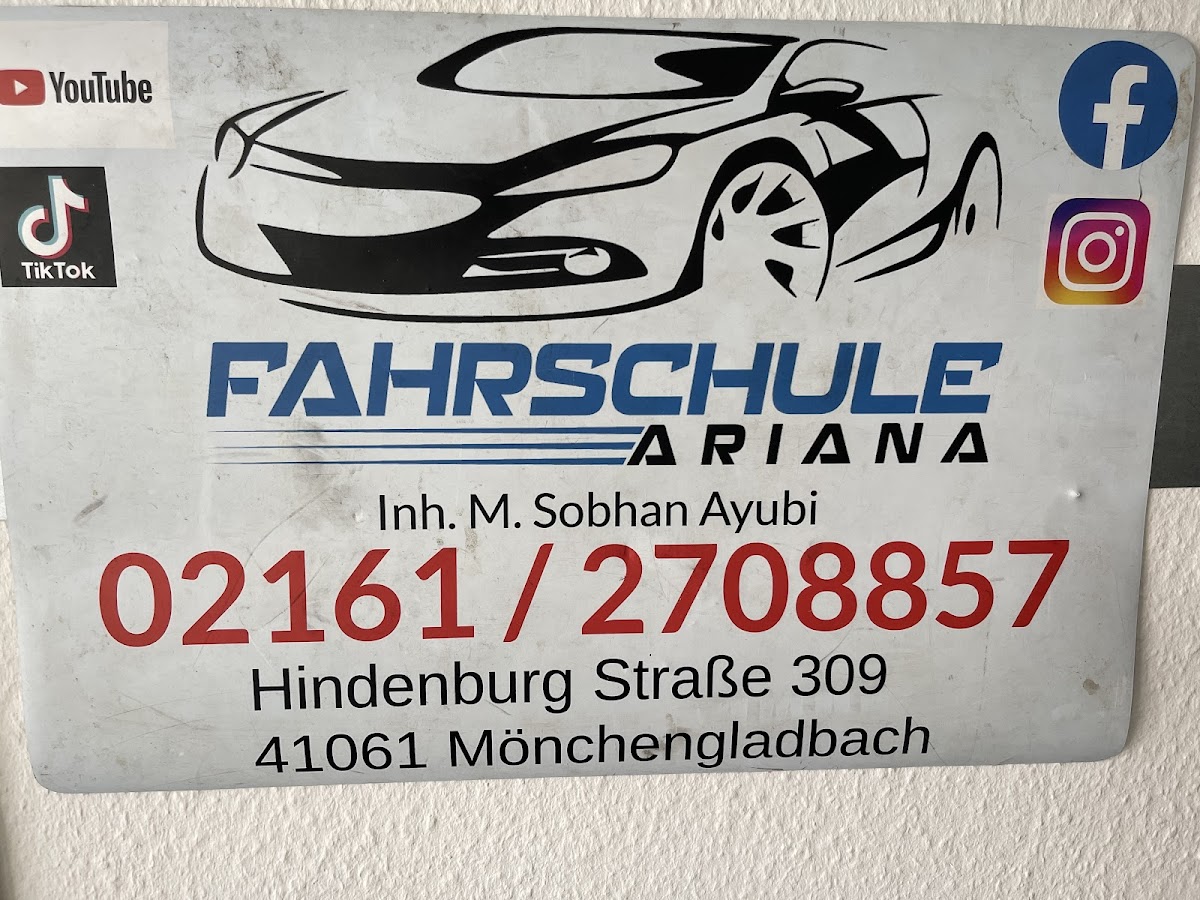 YouTube
TikTok
FAHRSCHULE
ARIANA
Inh. M. Sobhan Ayubi
02161 / 2708857
Hindenburg Straße 309
41061 Mönchengladbach